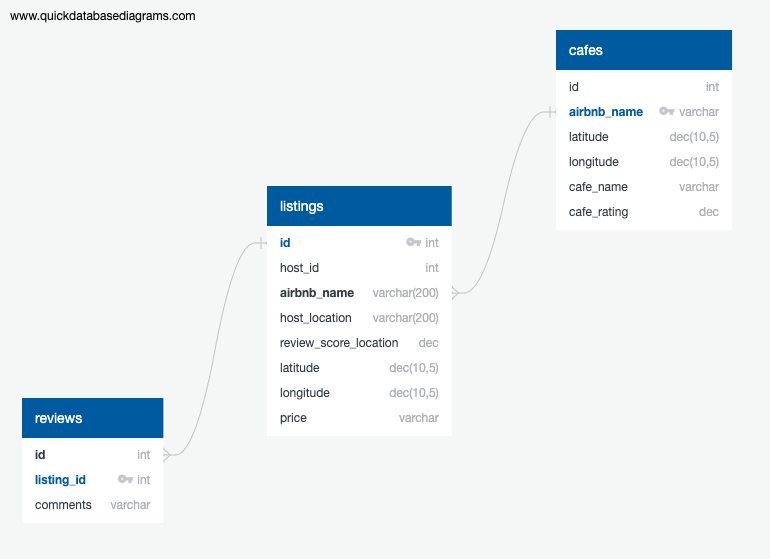 www.quickdatabasediagrams.com
cafes
id int
airbnb_name varchar
latitude dec(10,5)
longitude dec(10,5)
cafe_name varchar
cafe_rating dec
listings
id int
host_id int
airbnb_name varchar(200)
host_location varchar(200)
review_score_location dec
latitude dec(10,5)
longitude dec(10,5)
price varchar
reviews
id int
listing_id int
comments varchar